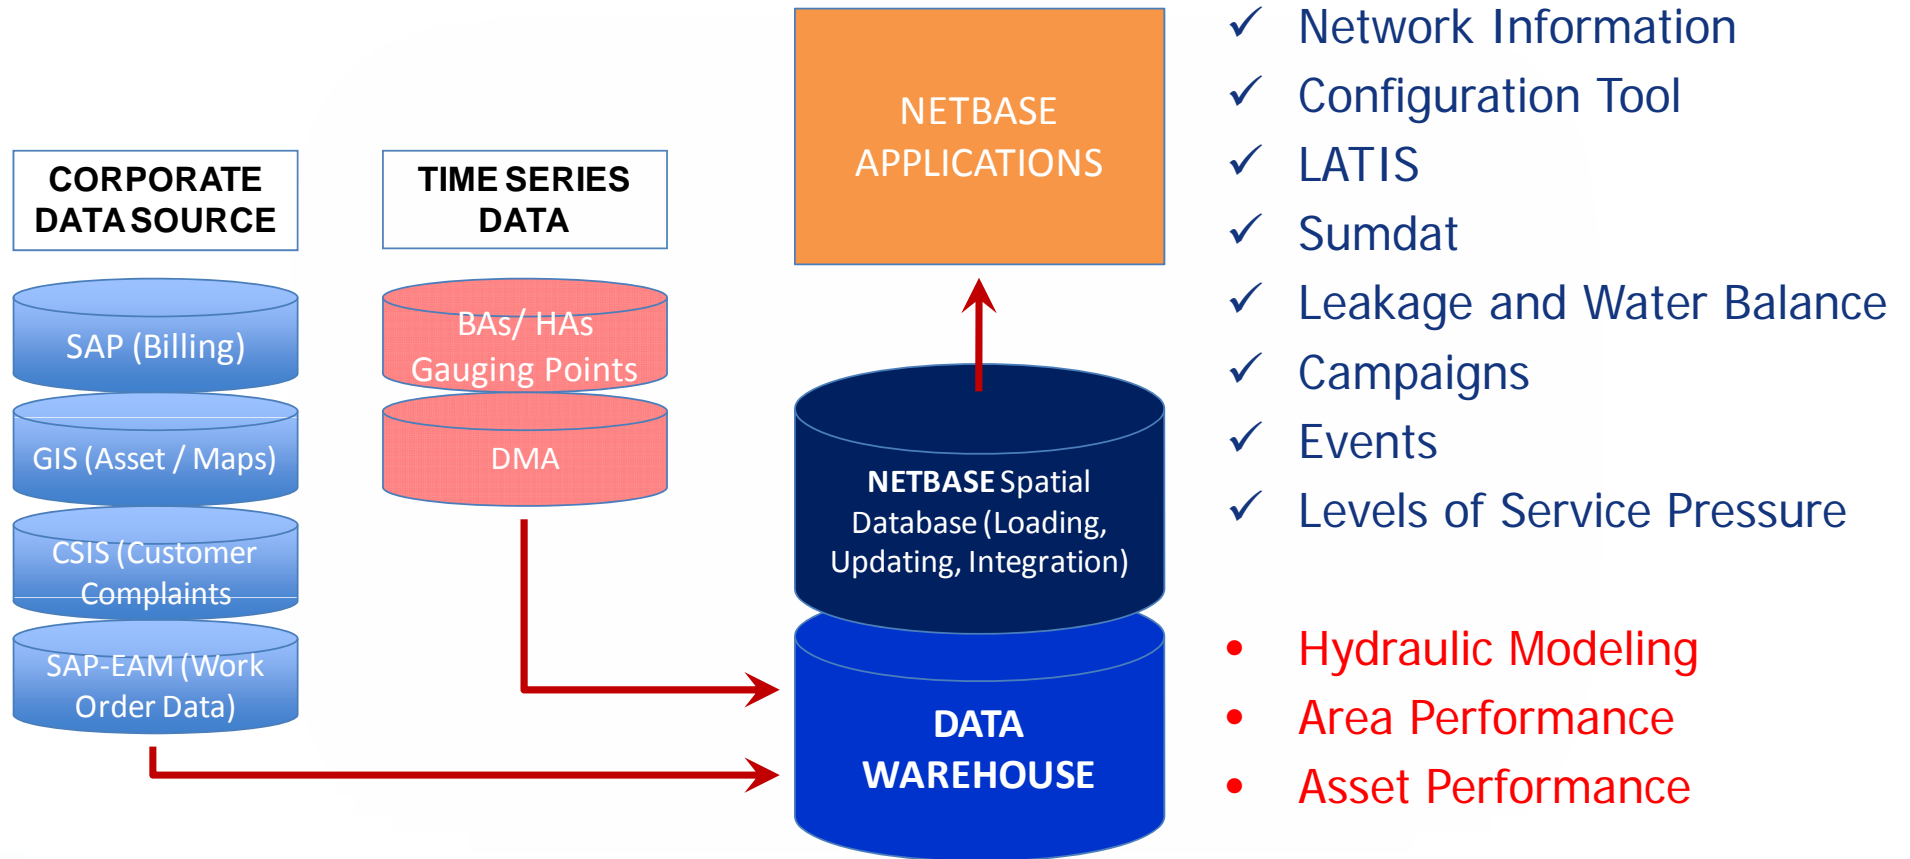 CORPORATE
DATA SOURCE
SAP (Billing)
GIS (Asset / Maps)
CSIS (Customer
Complaints
SAP-EAM (Work
Order Data)
TIME SERIES
DATA
BAs/ HAs
Gauging Points
DMA
NETBASE
APPLICATIONS
NETBASE Spatial
Database (Loading,
Updating, Integration)
DATA
WAREHOUSE
✓ Network Information
✓ Configuration Tool
✓ LATIS
✓ Sumdat
✓ Leakage and Water Balance
✓ Campaigns
✓ Events
✓ Levels of Service Pressure
• Hydraulic Modeling
• Area Performance
• Asset Performance